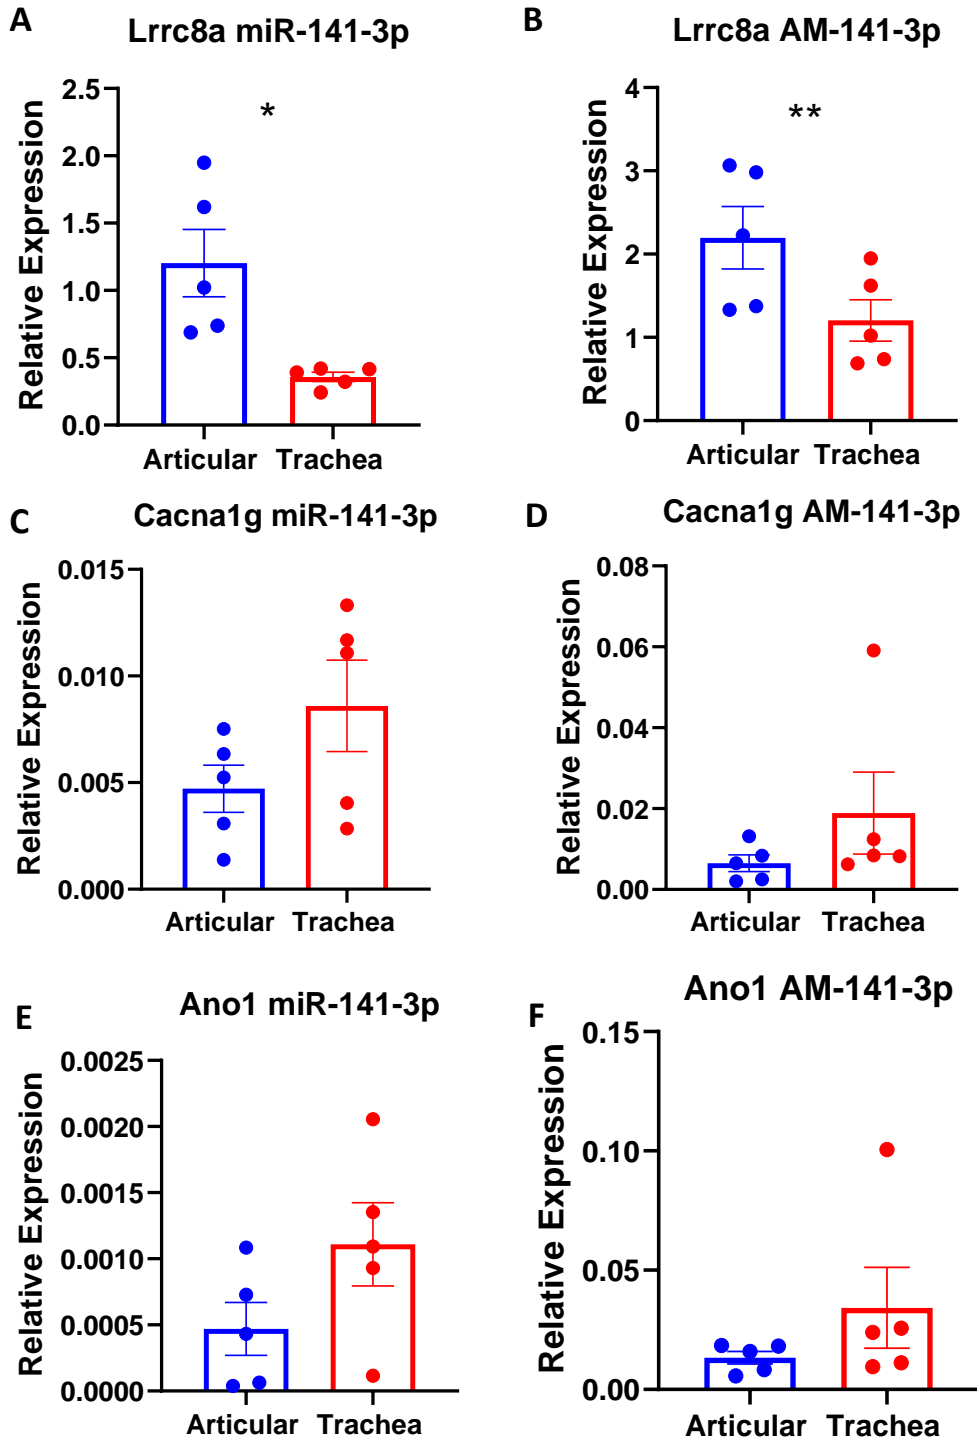 A
Lrrc8a miR-141-3p
Relative Expression
2.5
2.0
1.5
1.0
0.5
0.0
*
Articular Trachea
B
Lrrc8a AM-141-3p
Relative Expression
4
3
2
1
0
**
Articular Trachea
C
Cacna1g miR-141-3p
Relative Expression
0.015
0.010
0.005
0.000
Articular Trachea
D
Cacna1g AM-141-3p
Relative Expression
0.08
0.06
0.04
0.02
0.00
Articular Trachea
E
Ano1 miR-141-3p
Relative Expression
0.0025
0.0020
0.0015
0.0010
0.0005
0.0000
Articular Trachea
F
Ano1 AM-141-3p
Relative Expression
0.15
0.10
0.05
0.00
Articular Trachea